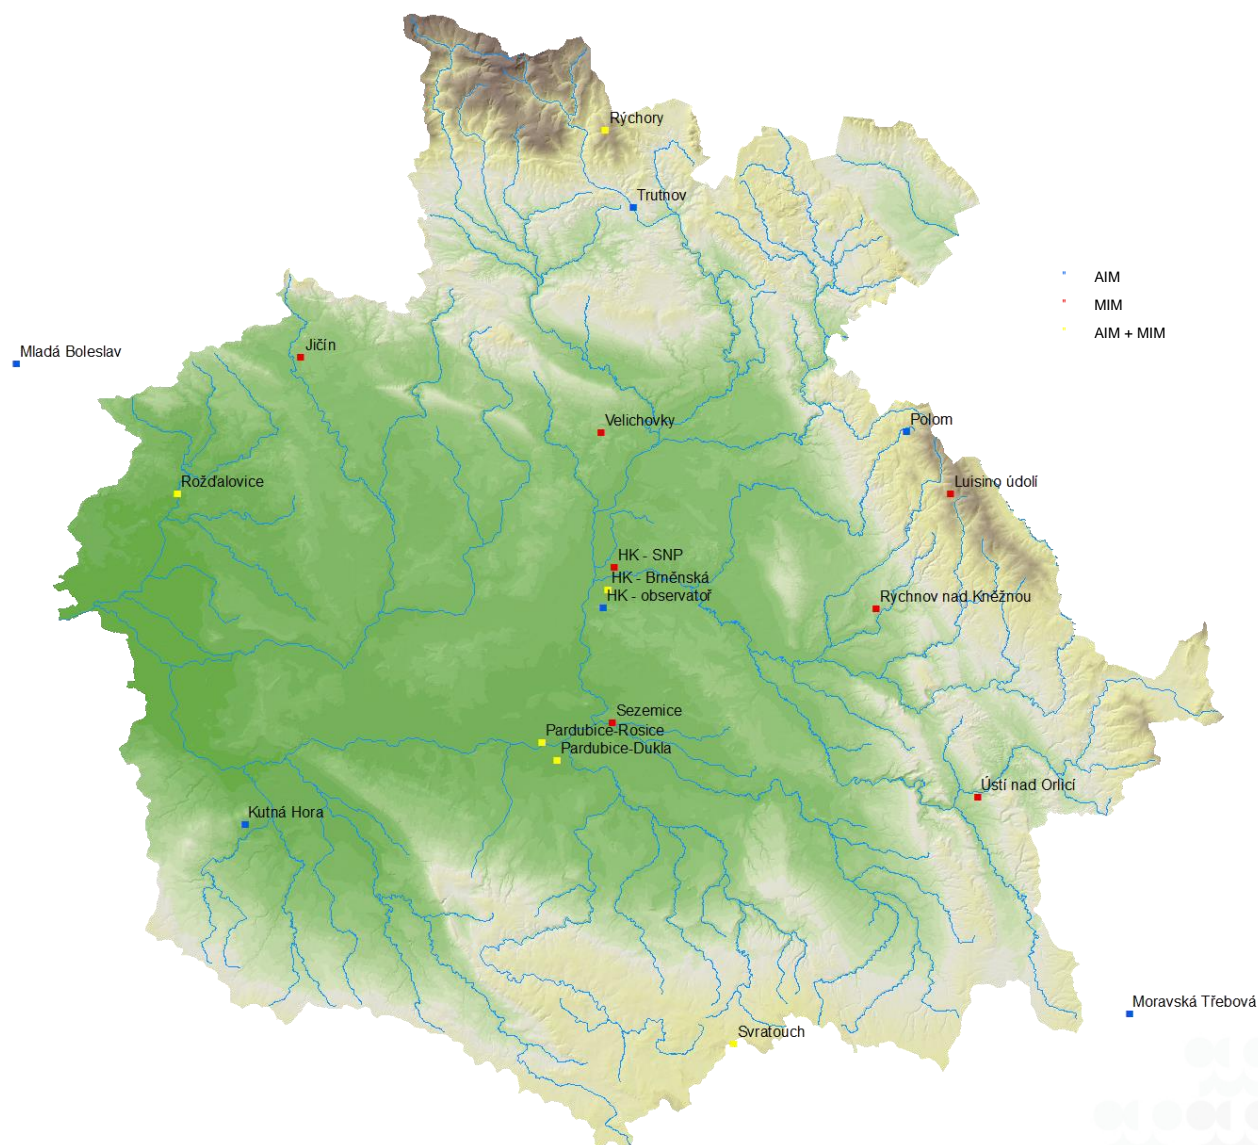 Rýchory
Trutnov
AIM
MIM
AIM + MIM
Jičín
Mladá Boleslav
Velichovky
Polom
Rožďalovice
Luisino údolí
HK - SNP
HK - Brněnská
HK - observatoř
Rychnov nad Kněžnou
Sezemice
Pardubice-Rosice
Pardubice-Dukla
Ústí nad Orlicí
Kutná Hora
Moravská Třebová
Svratouch